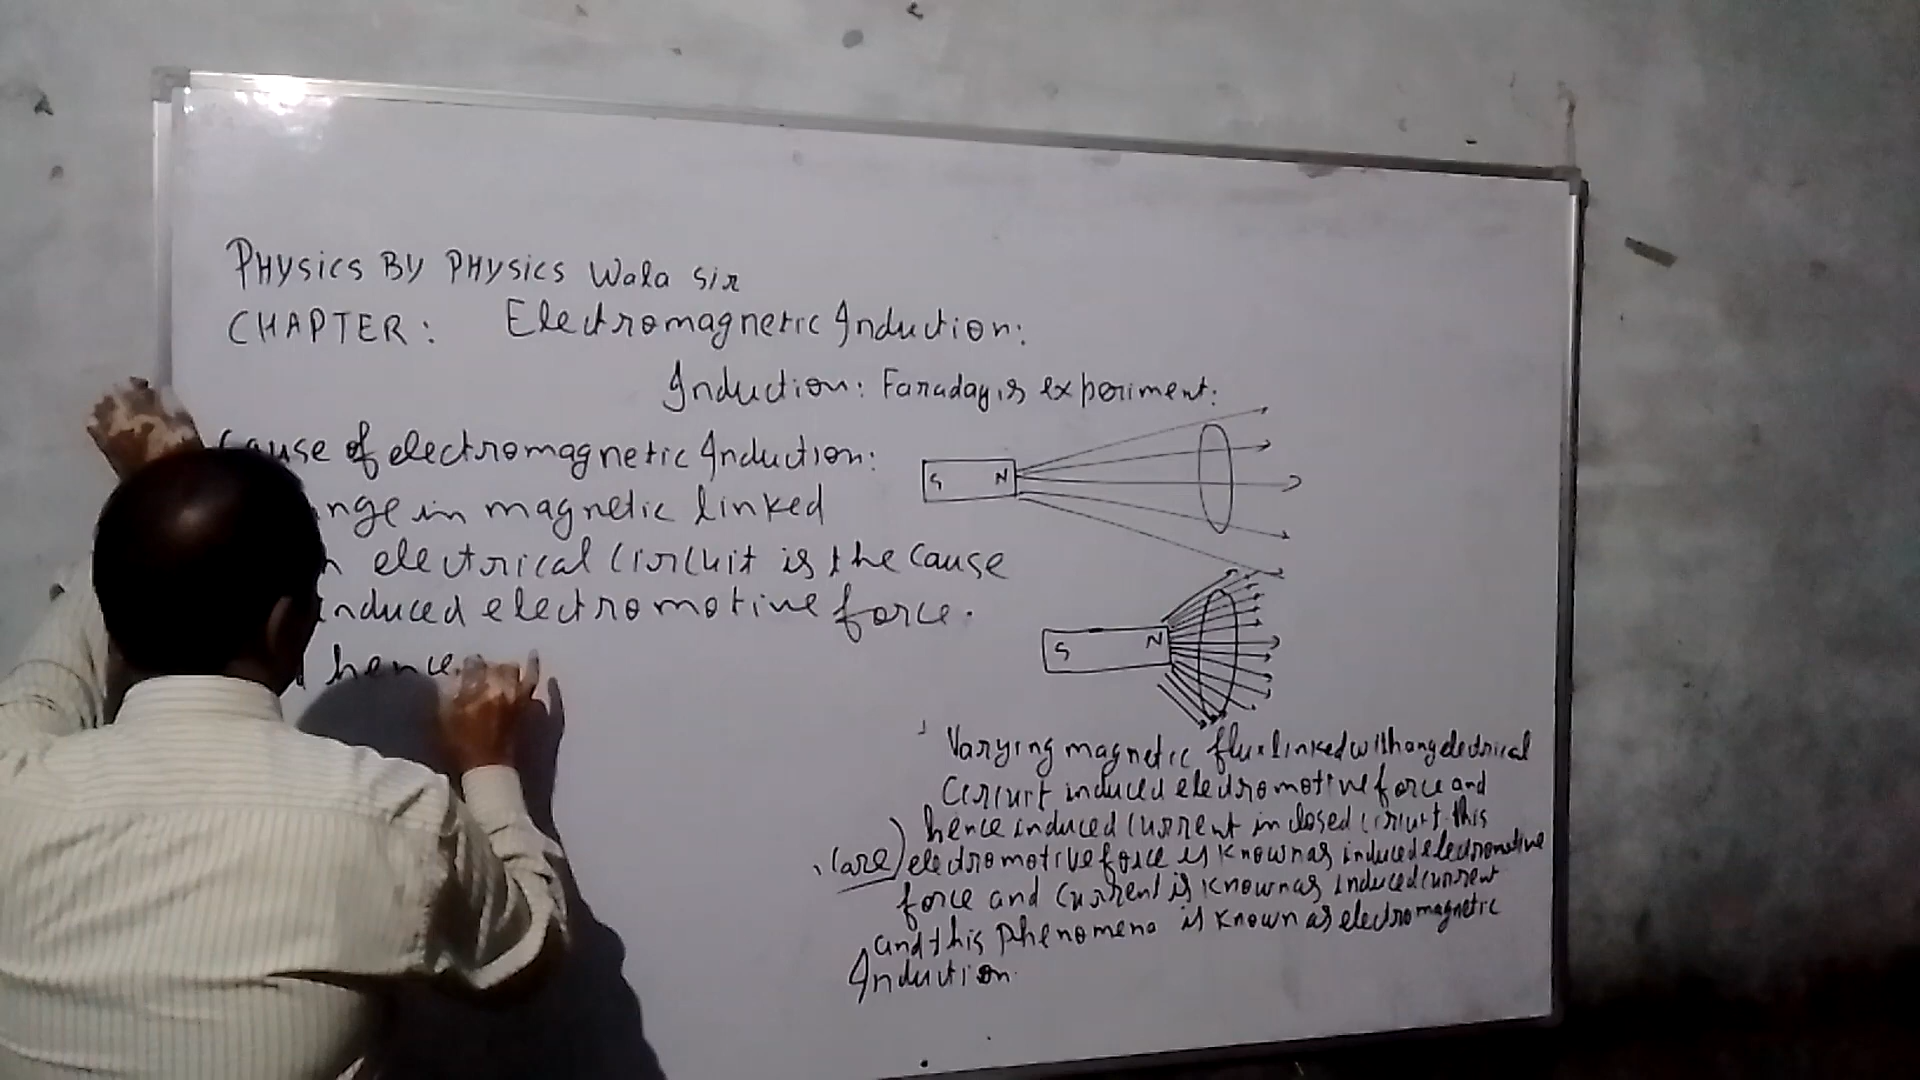 PHYSICS BY PHYSICS Wala Sir
CHAPTER: Electromagnetic Induction:
Induction: Faraday,s experiment:
Cause of electromagnetic Induction:
nge in magnetic linked
electrical circuit is the cause
induced electromotive force.
hence
S N
S N
Varying magnetic flux linked with any electrical
circuit induced electromotive force and
hence induced current in closed circuit. this
(are) electromotive force is known as induced electromotive
force and current is known as induced current
and this phenomena is known as electromagnetic
Induction.